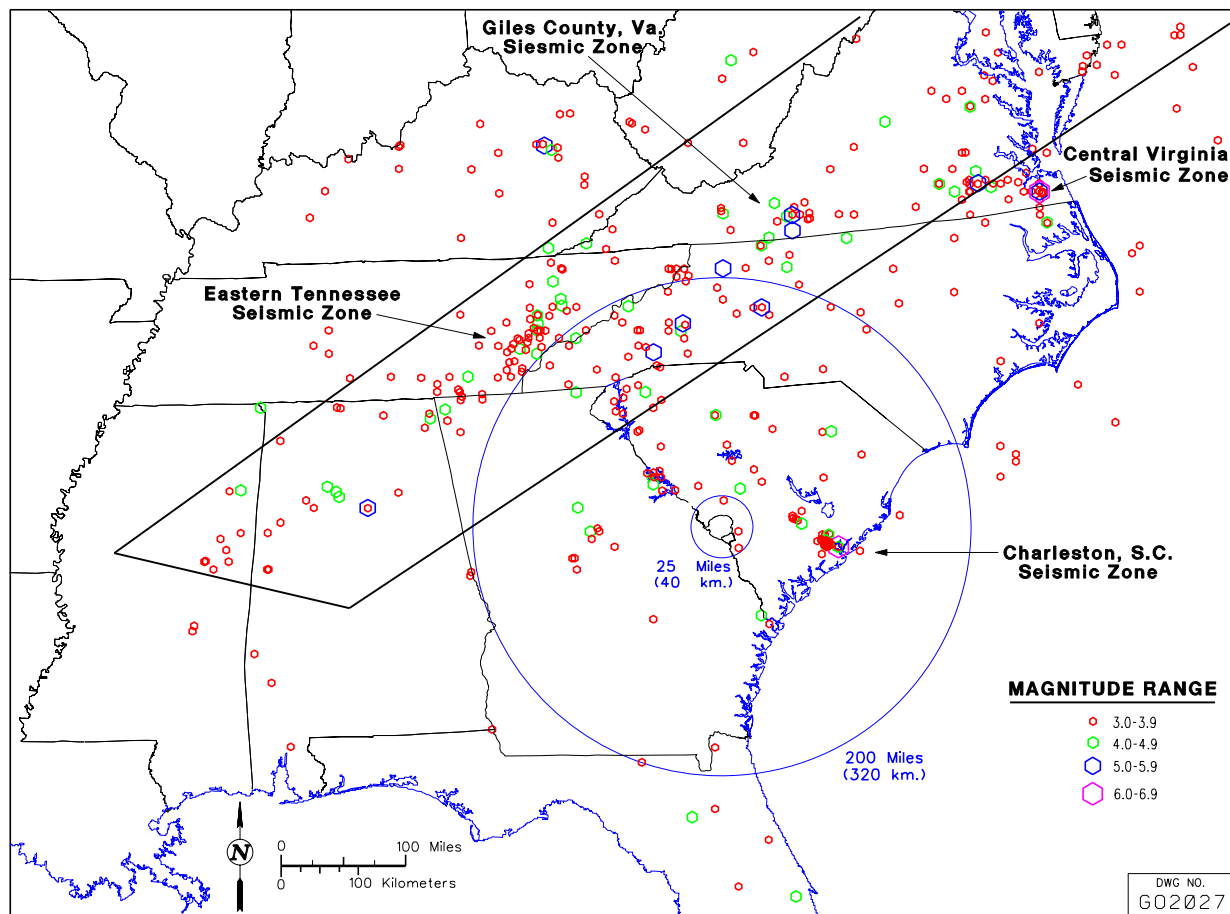 Giles County, Va.
Siesmic Zone
Central Virginia
Seismic Zone
Eastern Tennessee
Seismic Zone
25 Miles
(40 km.)
Charleston, S.C.
Seismic Zone
200 Miles
(320 km.)
MAGNITUDE RANGE
3.0-3.9
4.0-4.9
5.0-5.9
6.0-6.9
N
0 100 Miles
0 100 Kilometers
DWG NO.
GO2027